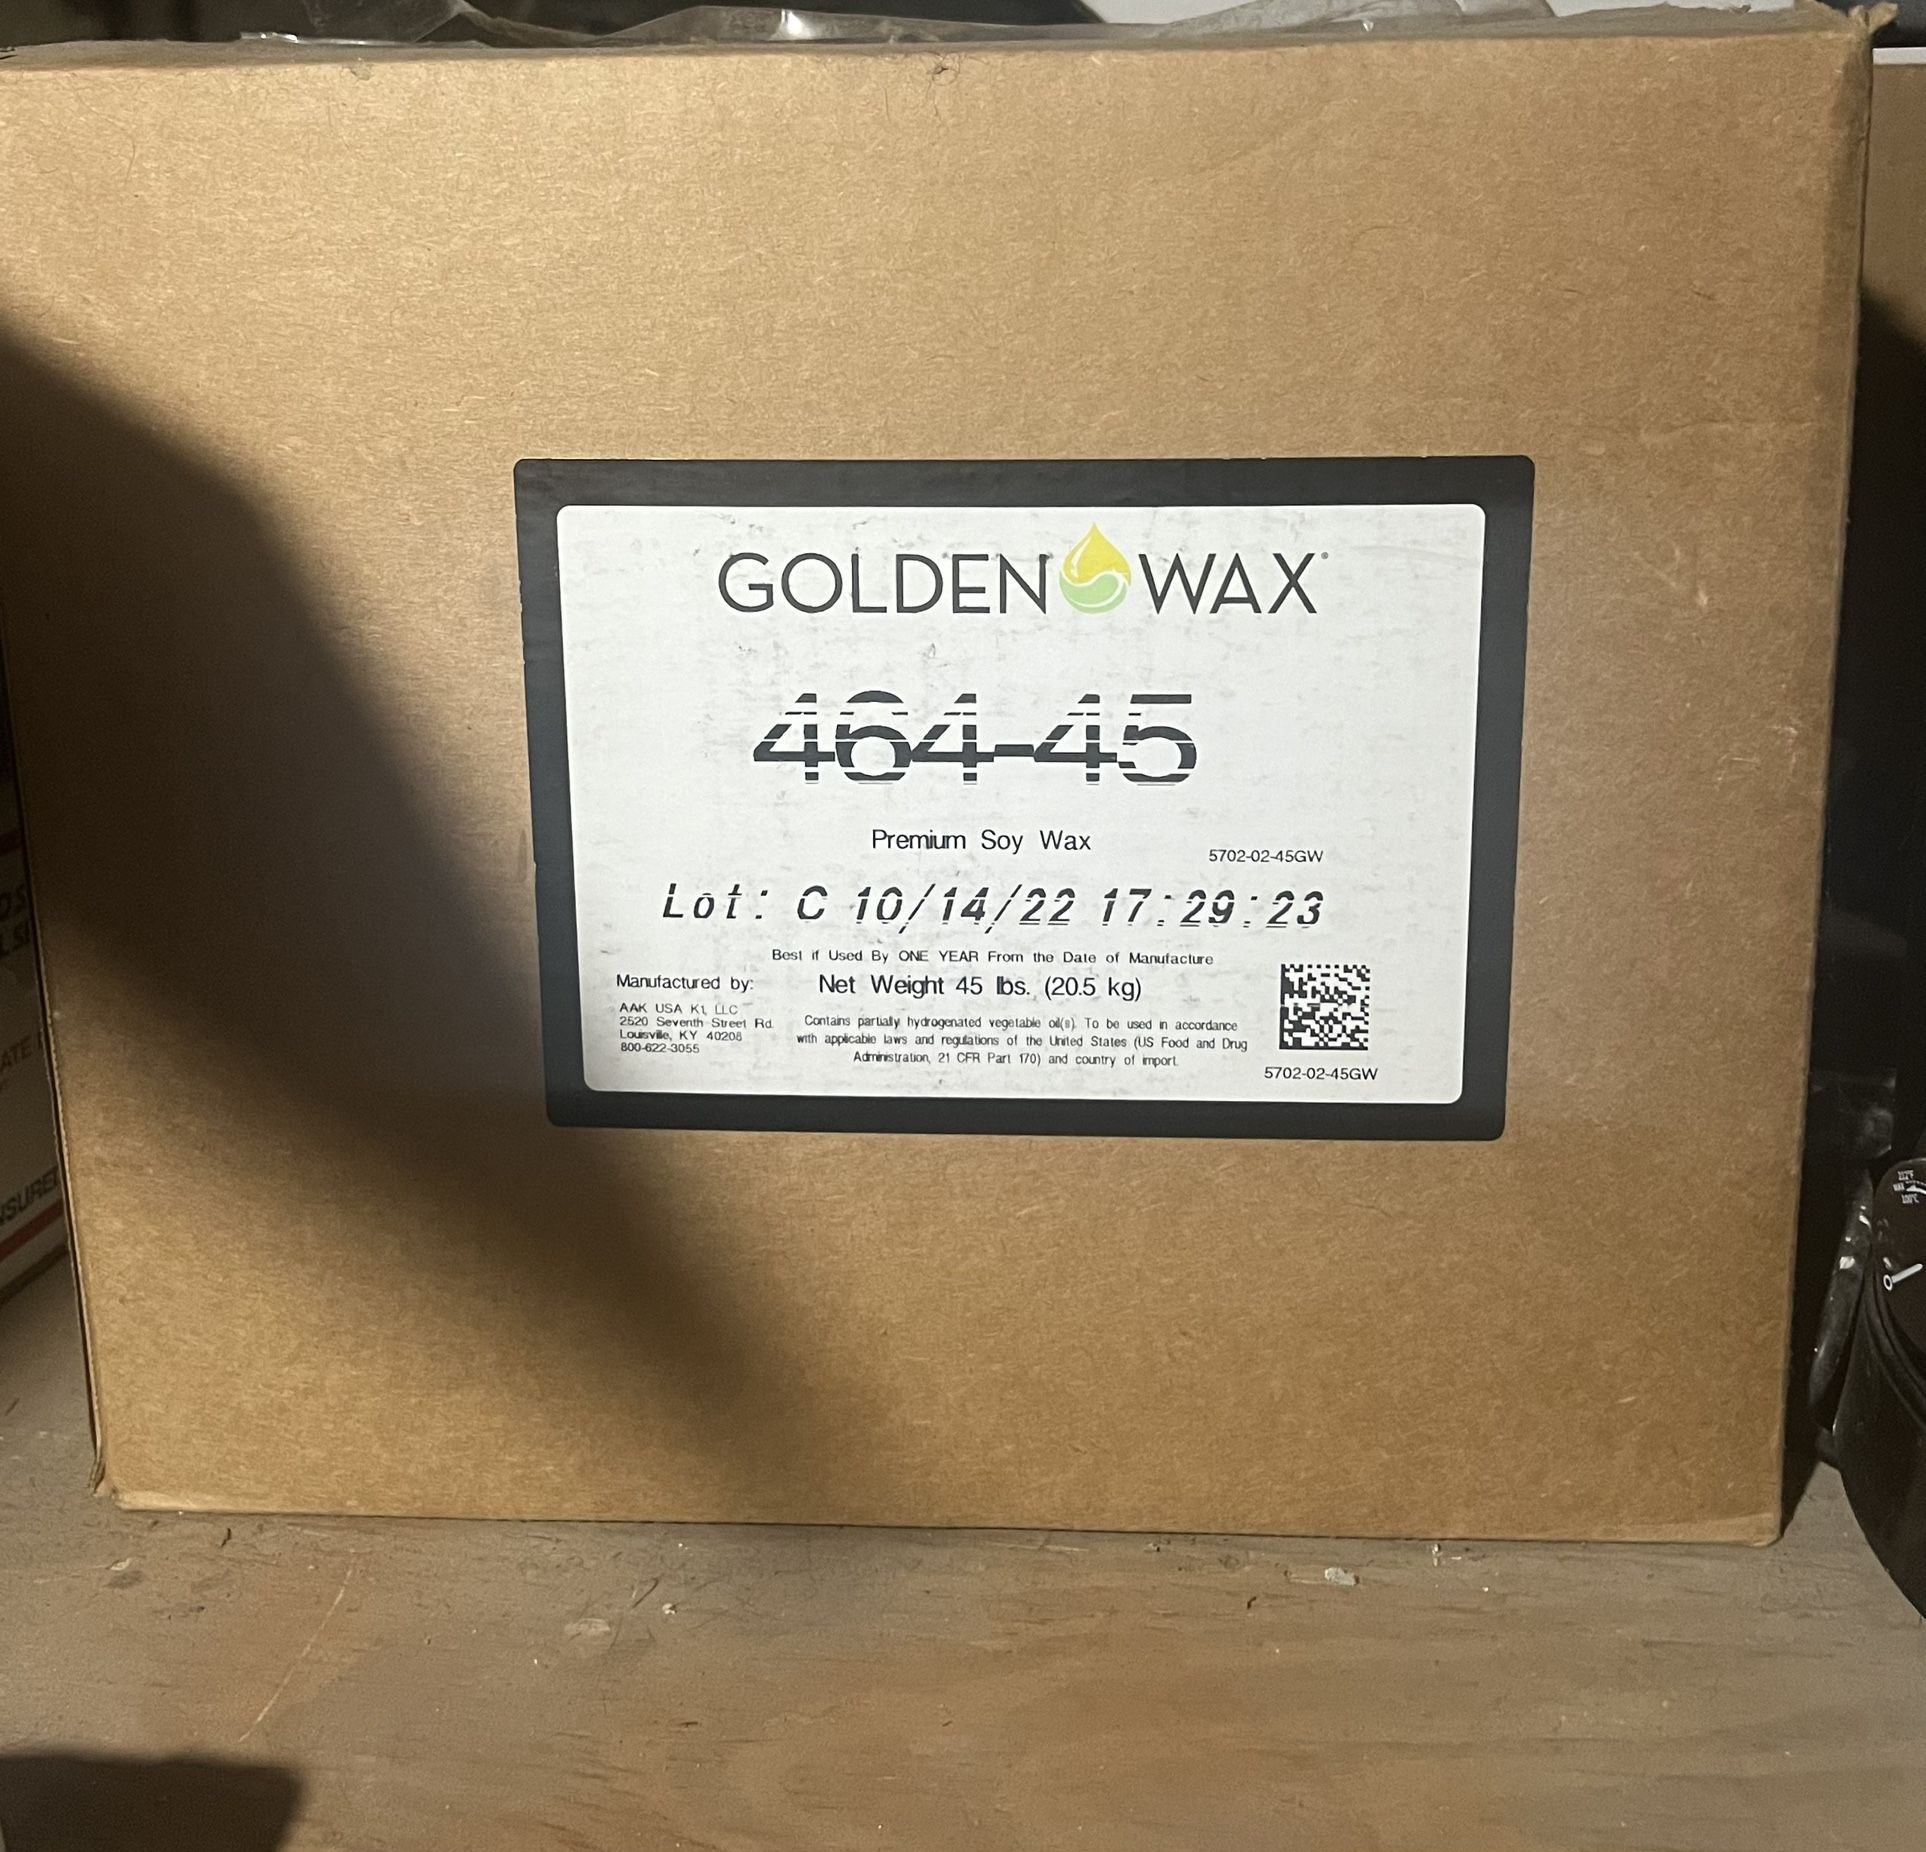 GOLDEN WAX
464-45
Premium Soy Wax
5702-02-45GW
Lot: C 10/14/22 17:29:23
Best if Used By ONE YEAR From the Date of Manufacture
Manufactured by:
AAK USA K1, LLC
2520 Seventh Street Rd.
Louisville, KY 40208
800-622-3055
Net Weight 45 lbs. (20.5 kg)
Contains partially hydrogenated vegetable oil(s). To be used in accordance
with applicable laws and regulations of the United States (US Food and Drug
Administration, 21 CFR Part 170) and country of import.
5702-02-45GW
212°F
MAX
100°C